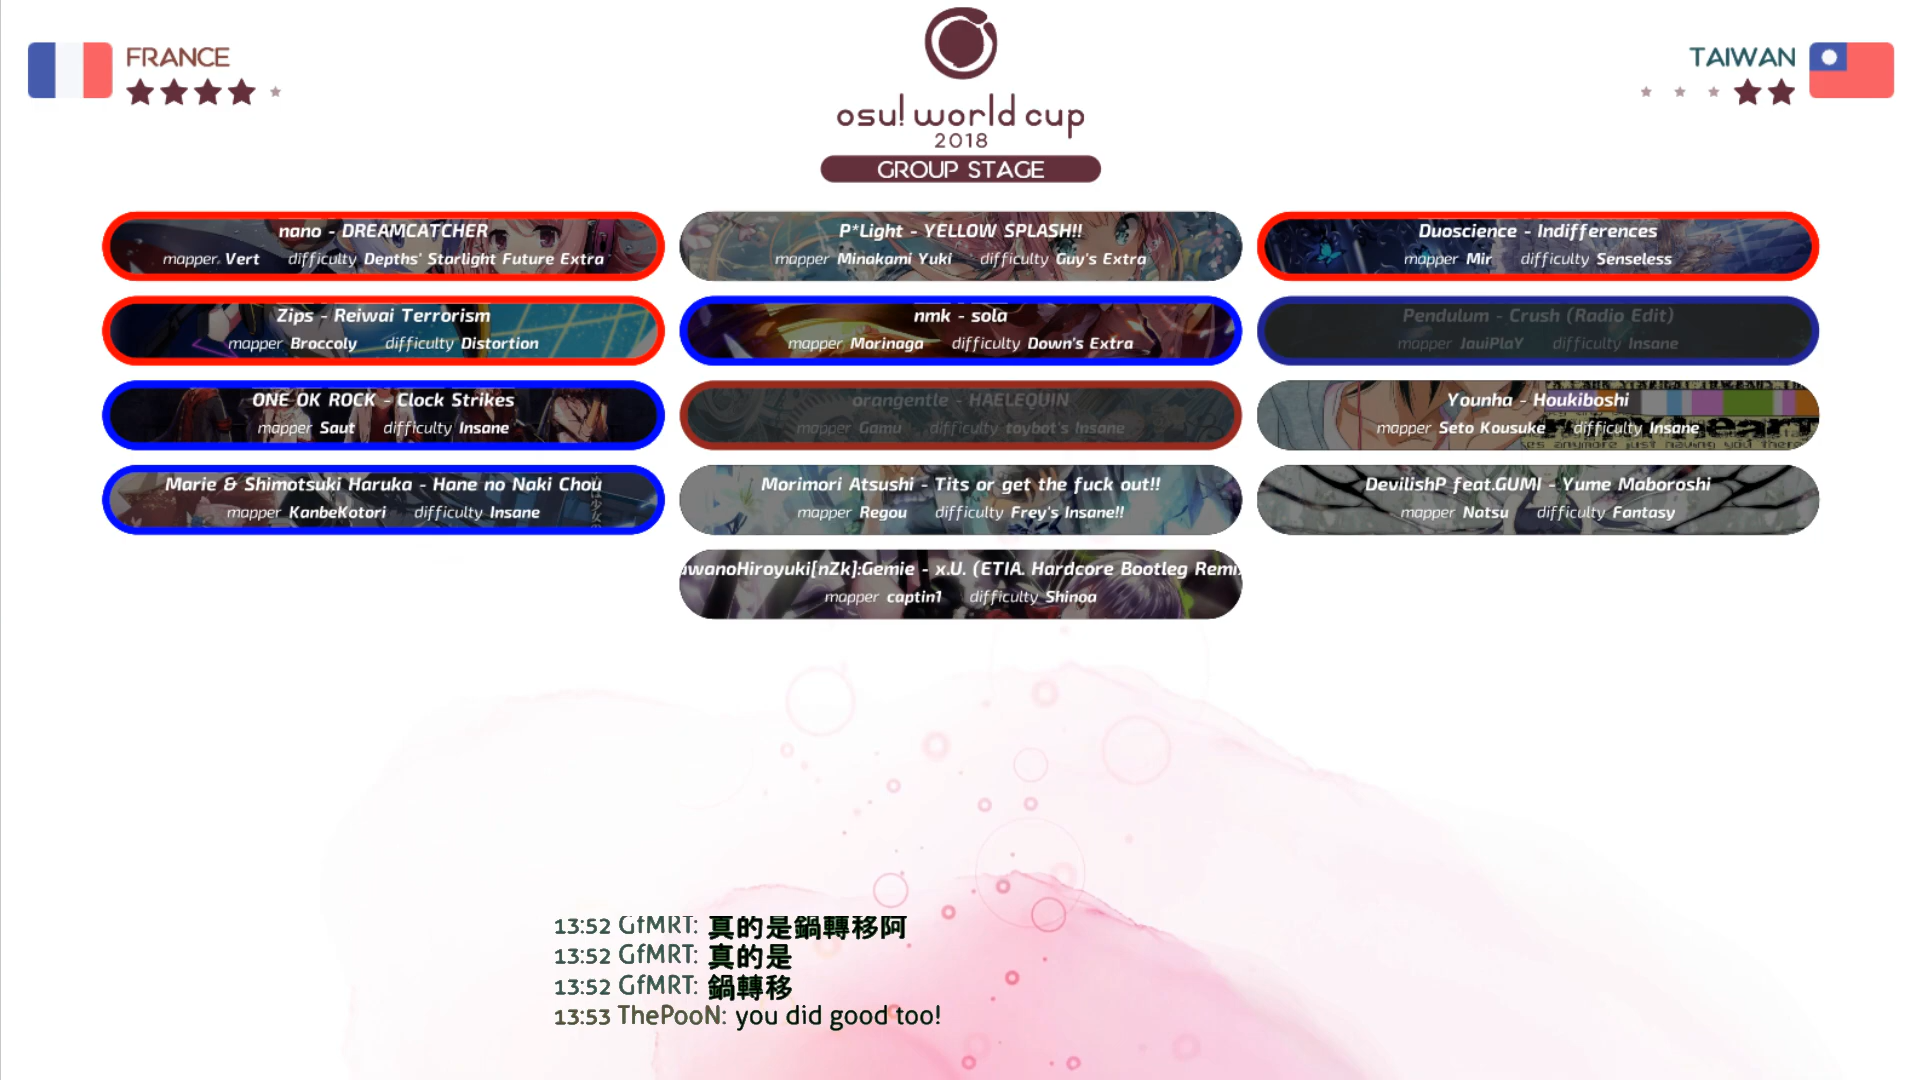 FRANCE
TAIWAN
osu! world cup
2018
GROUP STAGE
nano - DREAMCATCHER
mapper Vert difficulty Depths' Starlight Future Extra
P*Light - YELLOW SPLASH!!
mapper Minakami Yuki difficulty Guy's Extra
Duoscience - Indifferences
mapper Mir difficulty Senseless
Zips - Reiwai Terrorism
mapper Broccoly difficulty Distortion
nmk - sola
mapper Morinaga difficulty Down's Extra
Pendulum - Crush (Radio Edit)
mapper JauiPlaY difficulty Insane
ONE OK ROCK - Clock Strikes
mapper Saut difficulty Insane
orangentle - HAELEQUIN
mapper Gamu difficulty toybot's Insane
Younha - Houkiboshi
mapper Seto Kousuke difficulty Insane
Marie & Shimotsuki Haruka - Hane no Naki Chou
mapper KanbeKotori difficulty Insane
Morimori Atsushi - Tits or get the fuck out!!
mapper Regou difficulty Frey's Insane!!
DevilishP feat.GUMI - Yume Maboroshi
mapper Natsu difficulty Fantasy
wanoHiroyuki[nZk]:Gemie - x.U. (ETIA. Hardcore Bootleg Remi
mapper captin1 difficulty Shinoa
13:52 GfMRT: 真的是鍋轉移阿
13:52 GfMRT: 真的是
13:52 GfMRT: 鍋轉移
13:53 ThePooN: you did good too!